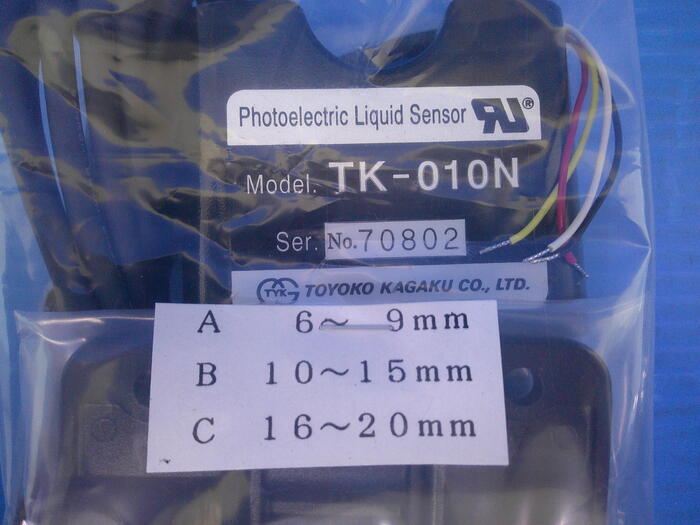 Photoelectric Liquid Sensor RU®
Model. TK-010N
Ser. No.70802
TYK TOYOKO KAGAKU CO., LTD.
A 6～ 9mm
B 10～15mm
C 16～20mm